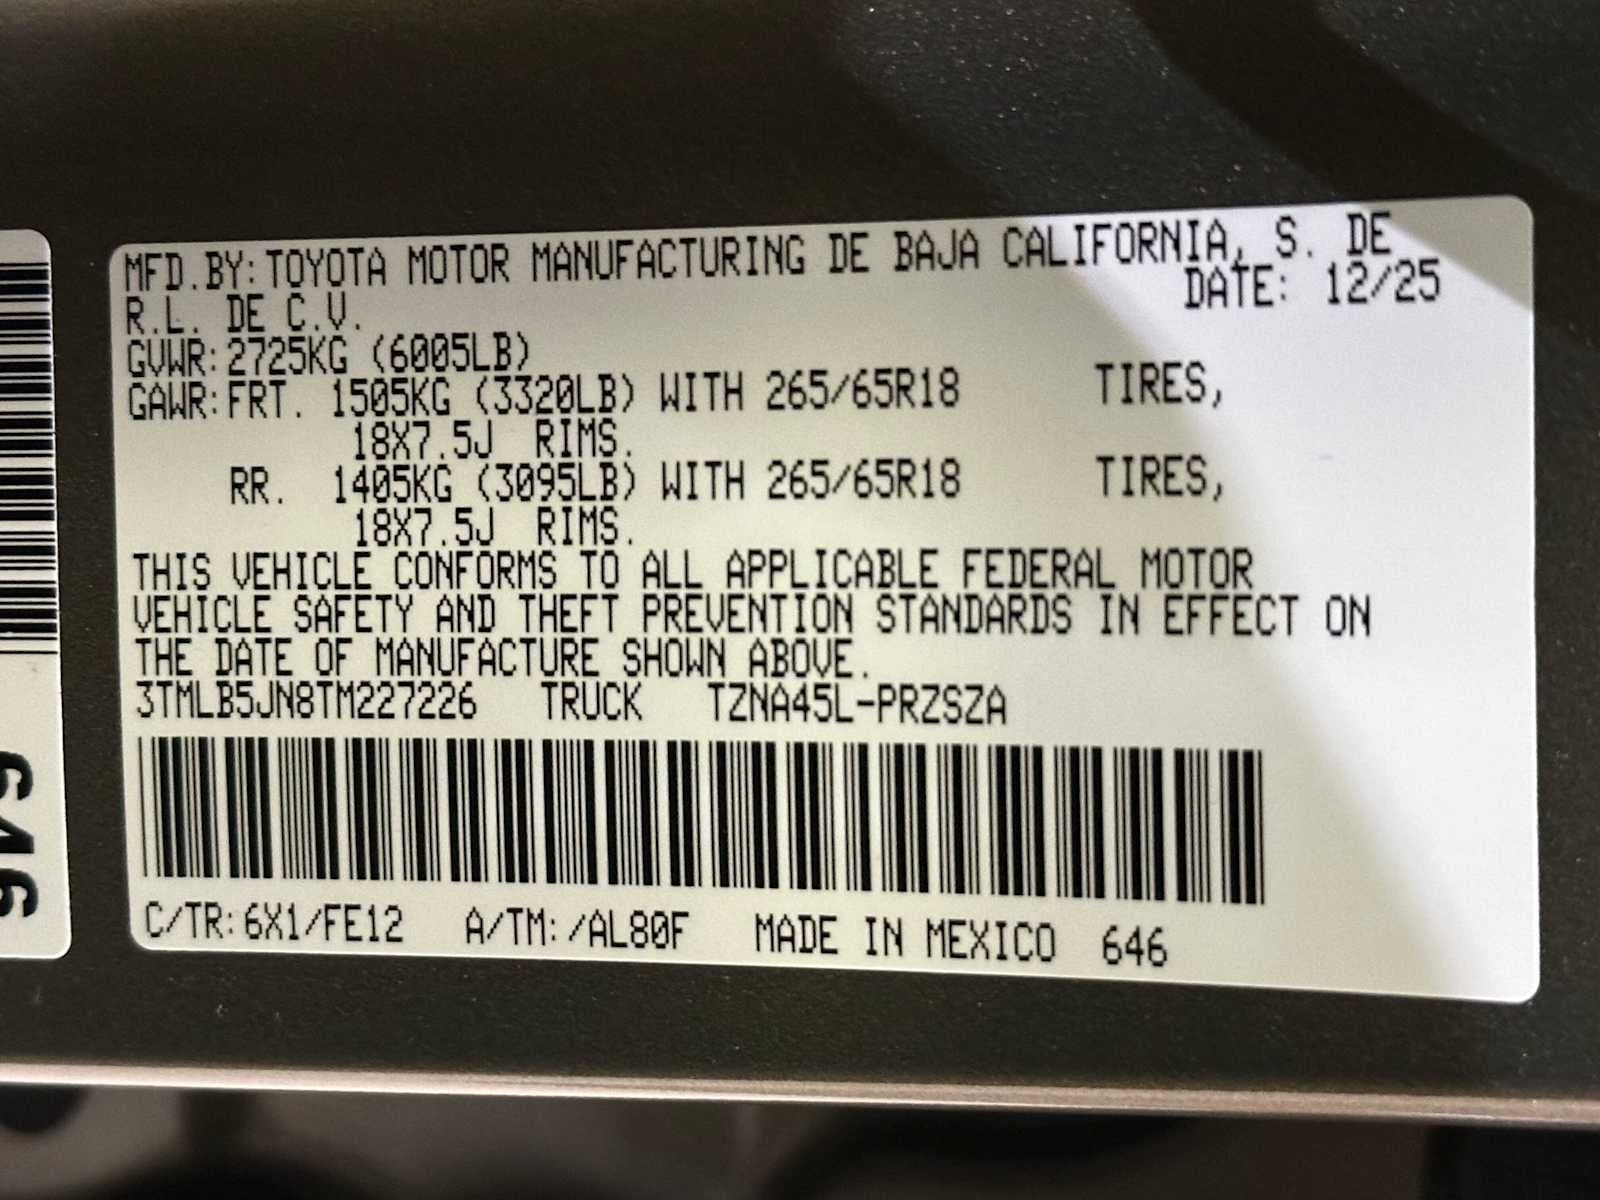 MFD.BY:TOYOTA MOTOR MANUFACTURING DE BAJA CALIFORNIA, S. DE
R.L. DE C.V. DATE: 12/25
GVWR:2725KG (6005LB)
GAWR:FRT. 1505KG (3320LB) WITH 265/65R18 TIRES,
18X7.5J RIMS.
RR. 1405KG (3095LB) WITH 265/65R18 TIRES,
18X7.5J RIMS.
THIS VEHICLE CONFORMS TO ALL APPLICABLE FEDERAL MOTOR
VEHICLE SAFETY AND THEFT PREVENTION STANDARDS IN EFFECT ON
THE DATE OF MANUFACTURE SHOWN ABOVE.
3TMLB5JN8TM227226 TRUCK TZNA45L-PRZSZA
C/TR:6X1/FE12 A/TM:/AL80F MADE IN MEXICO 646
646